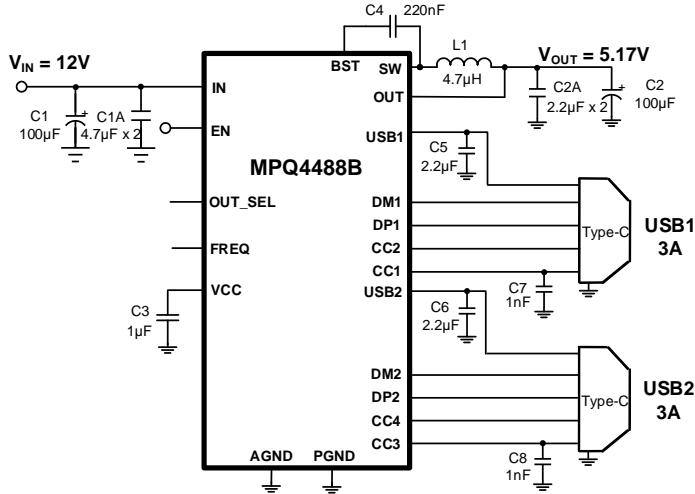 C4 220nF
V_IN = 12V
BST
SW
L1
4.7µH
V_OUT = 5.17V
IN
OUT
C2A
2.2µF x 2
C2
100µF
C1
100µF
C1A
4.7µF x 2
EN
USB1
C5
2.2µF
MPQ4488B
OUT_SEL
DM1
DP1
Type-C
USB1
3A
FREQ
CC2
CC1
VCC
USB2
C7
1nF
C3
1µF
C6
2.2µF
DM2
DP2
Type-C
USB2
3A
CC4
CC3
AGND
PGND
C8
1nF